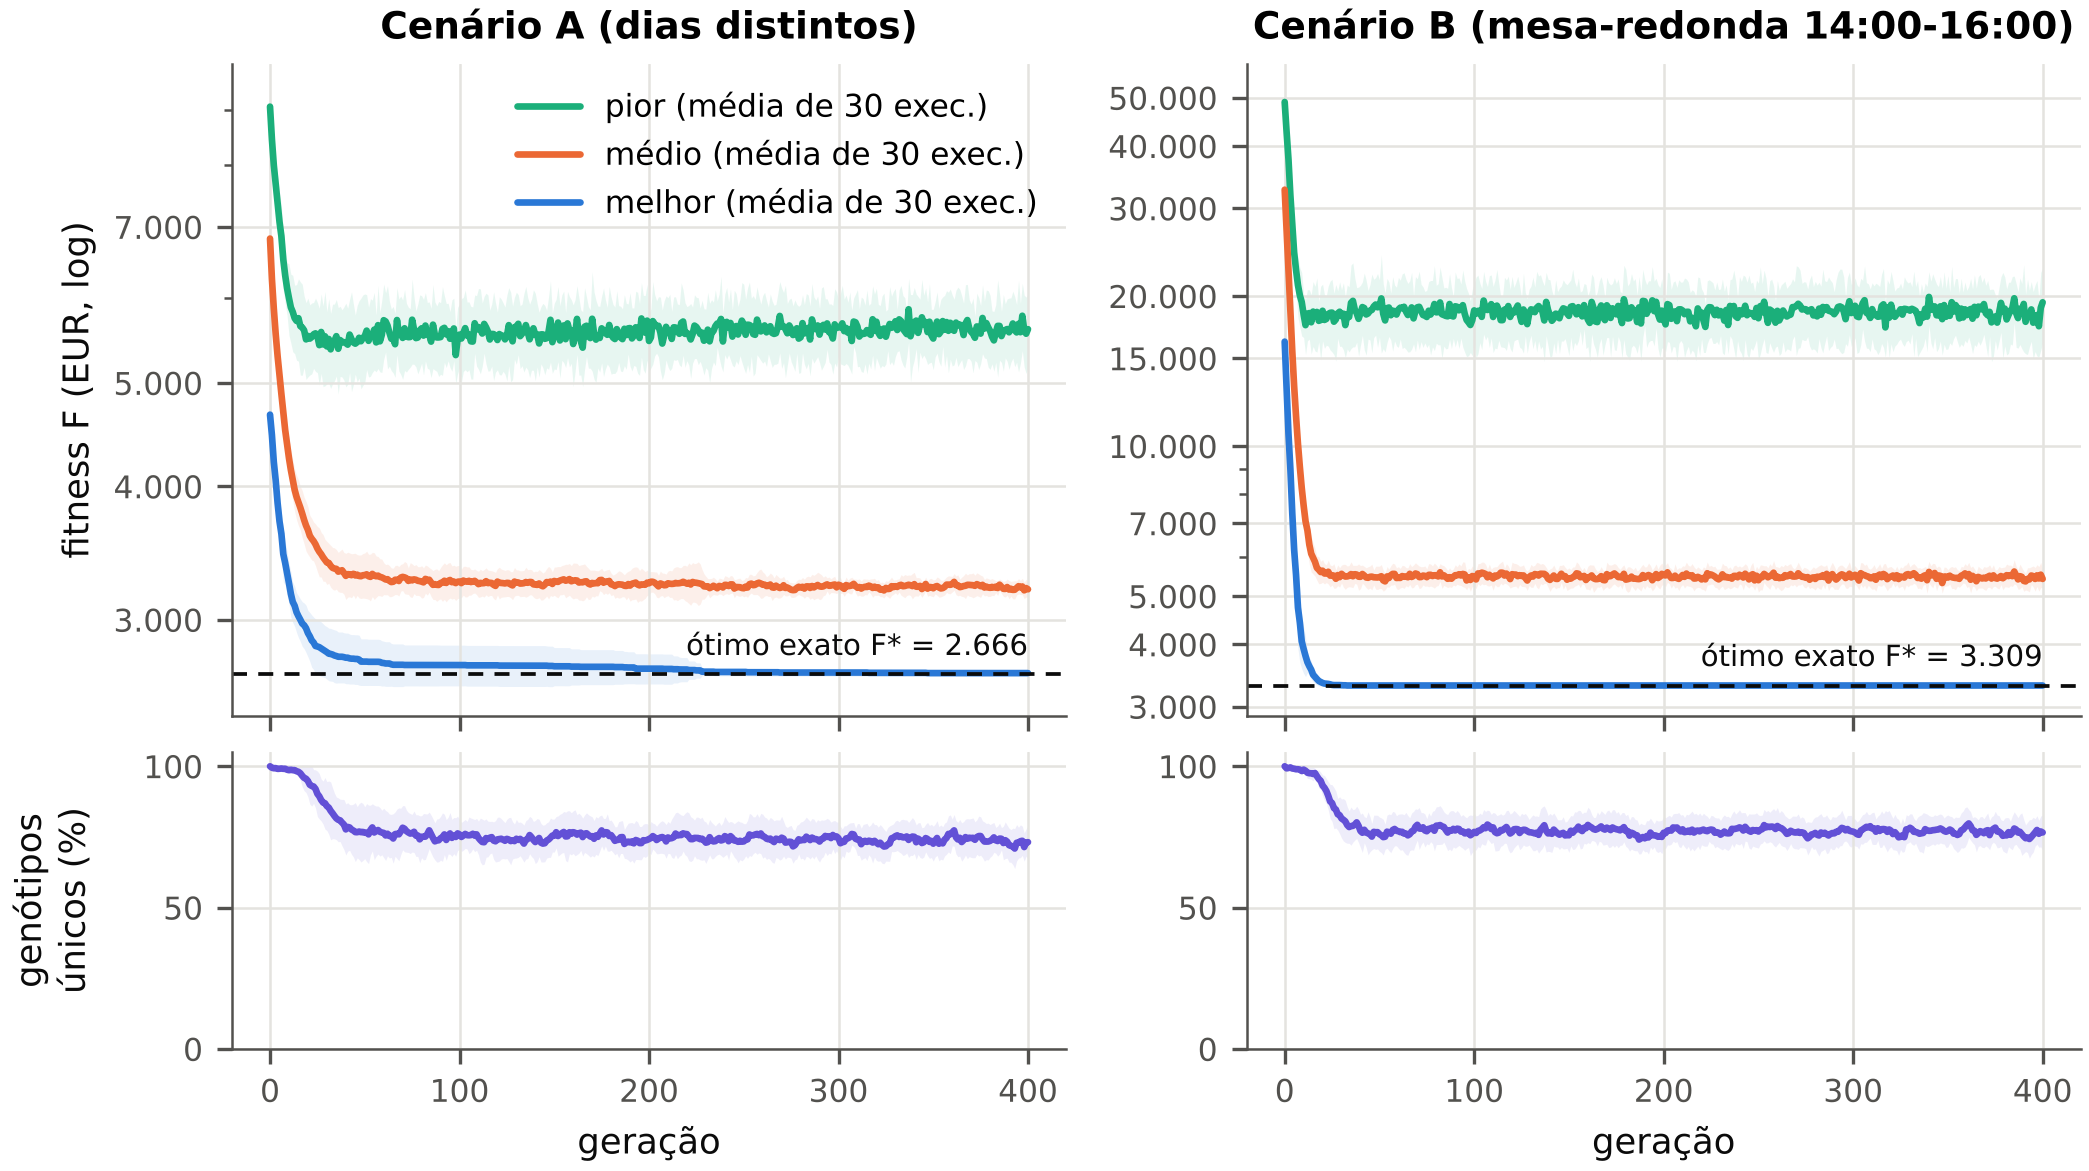 Cenário A (dias distintos)
Cenário B (mesa-redonda 14:00-16:00)
fitness F (EUR, log)
7.000
5.000
4.000
3.000
pior (média de 30 exec.)
médio (média de 30 exec.)
melhor (média de 30 exec.)
ótimo exato F* = 2.666
50.000
40.000
30.000
20.000
15.000
10.000
7.000
5.000
4.000
3.000
ótimo exato F* = 3.309
genótipos
únicos (%)
100
50
0
0
100
200
300
400
geração
100
50
0
0
100
200
300
400
geração